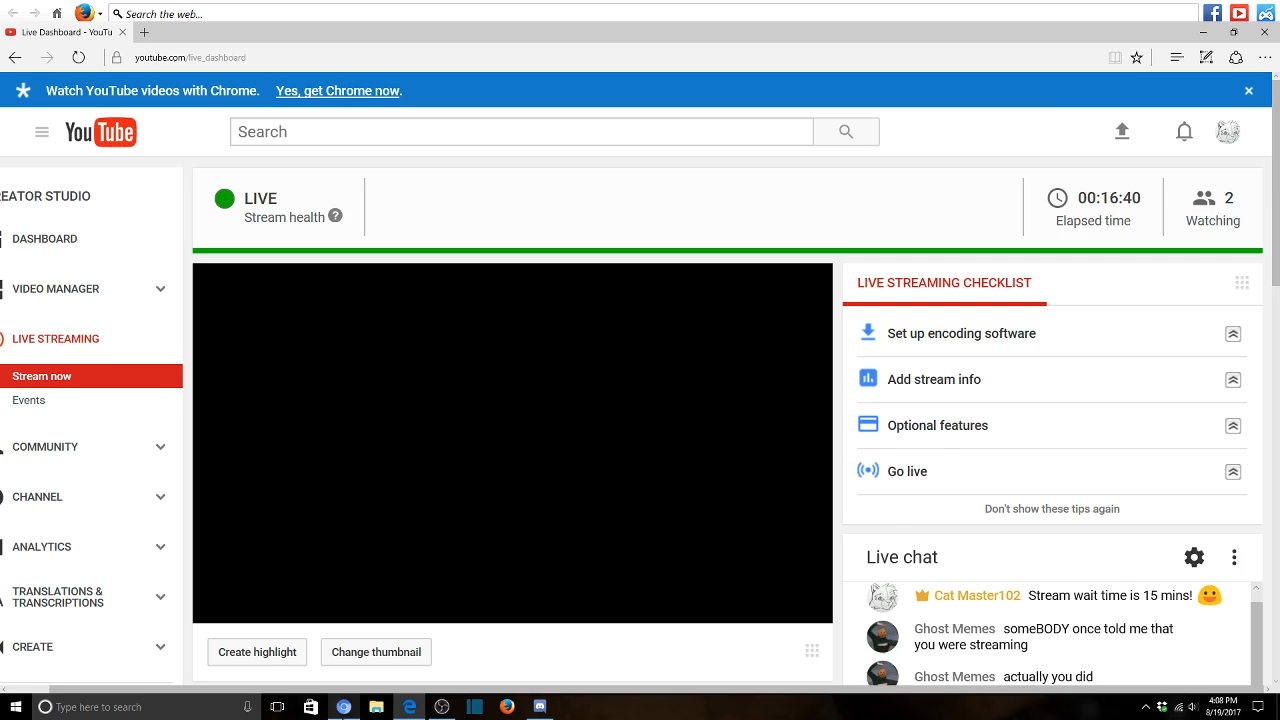 Search the web...
Live Dashboard - YouTu
youtube.com/live_dashboard
Watch YouTube videos with Chrome. Yes, get Chrome now.
YouTube
Search
EATOR STUDIO
DASHBOARD
VIDEO MANAGER
LIVE STREAMING
Stream now
Events
COMMUNITY
CHANNEL
ANALYTICS
TRANSLATIONS &
TRANSCRIPTIONS
CREATE
LIVE
Stream health ?
00:16:40
Elapsed time
2
Watching
Create highlight
Change thumbnail
LIVE STREAMING CHECKLIST
Set up encoding software
Add stream info
Optional features
Go live
Don't show these tips again
Live chat
Cat Master102 Stream wait time is 15 mins!
Ghost Memes someBODY once told me that
you were streaming
Ghost Memes actually you did
Type here to search
4:08 PM
8/19/2017